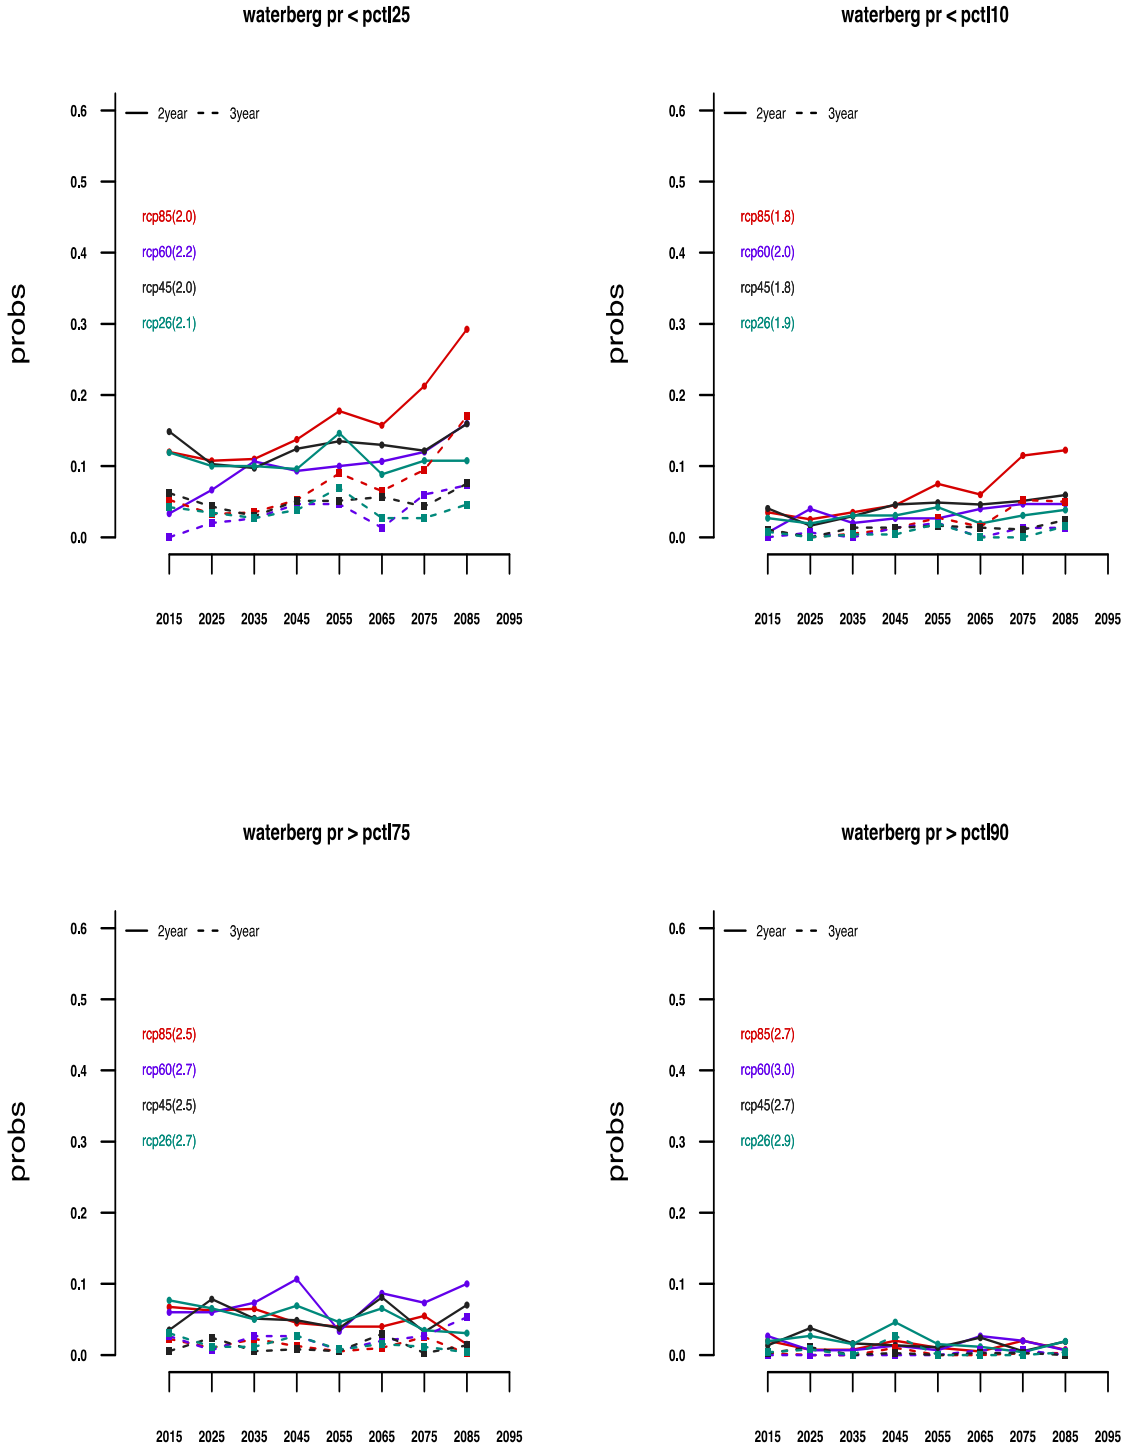 waterberg pr < pctl25
0.6
0.5
0.4
0.3
0.2
0.1
0.0
probs
2year
3year
rcp85(2.0)
rcp60(2.2)
rcp45(2.0)
rcp26(2.1)
2015 2025 2035 2045 2055 2065 2075 2085 2095
waterberg pr < pctl10
0.6
0.5
0.4
0.3
0.2
0.1
0.0
probs
2year
3year
rcp85(1.8)
rcp60(2.0)
rcp45(1.8)
rcp26(1.9)
2015 2025 2035 2045 2055 2065 2075 2085 2095
waterberg pr > pctl75
0.6
0.5
0.4
0.3
0.2
0.1
0.0
probs
2year
3year
rcp85(2.5)
rcp60(2.7)
rcp45(2.5)
rcp26(2.7)
2015 2025 2035 2045 2055 2065 2075 2085 2095
waterberg pr > pctl90
0.6
0.5
0.4
0.3
0.2
0.1
0.0
probs
2year
3year
rcp85(2.7)
rcp60(3.0)
rcp45(2.7)
rcp26(2.9)
2015 2025 2035 2045 2055 2065 2075 2085 2095